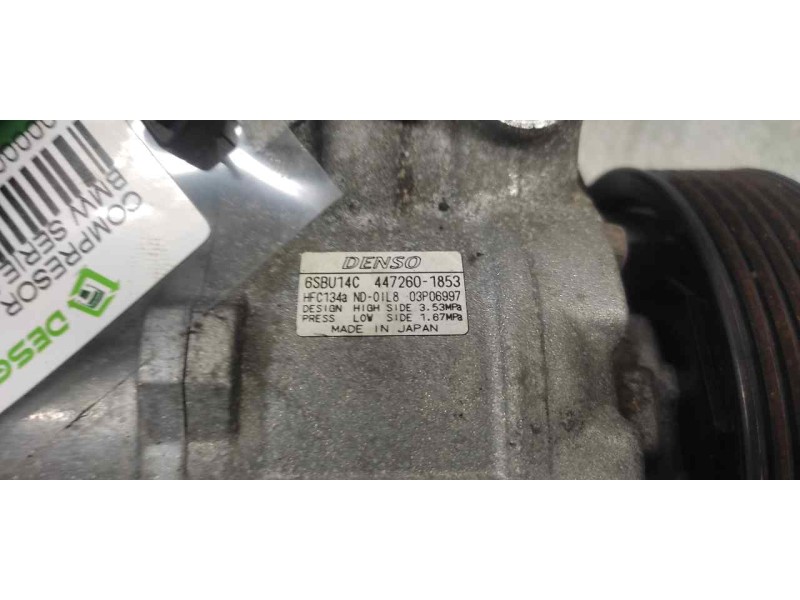 DENSO
6SBU14C 447260-1853
HFC134a ND-OIL8 03P06997
DESIGN HIGH SIDE 3.53MPa
PRESS LOW SIDE 1.67MPa
MADE IN JAPAN
COMPRESOR
BMW SERIE
DESG